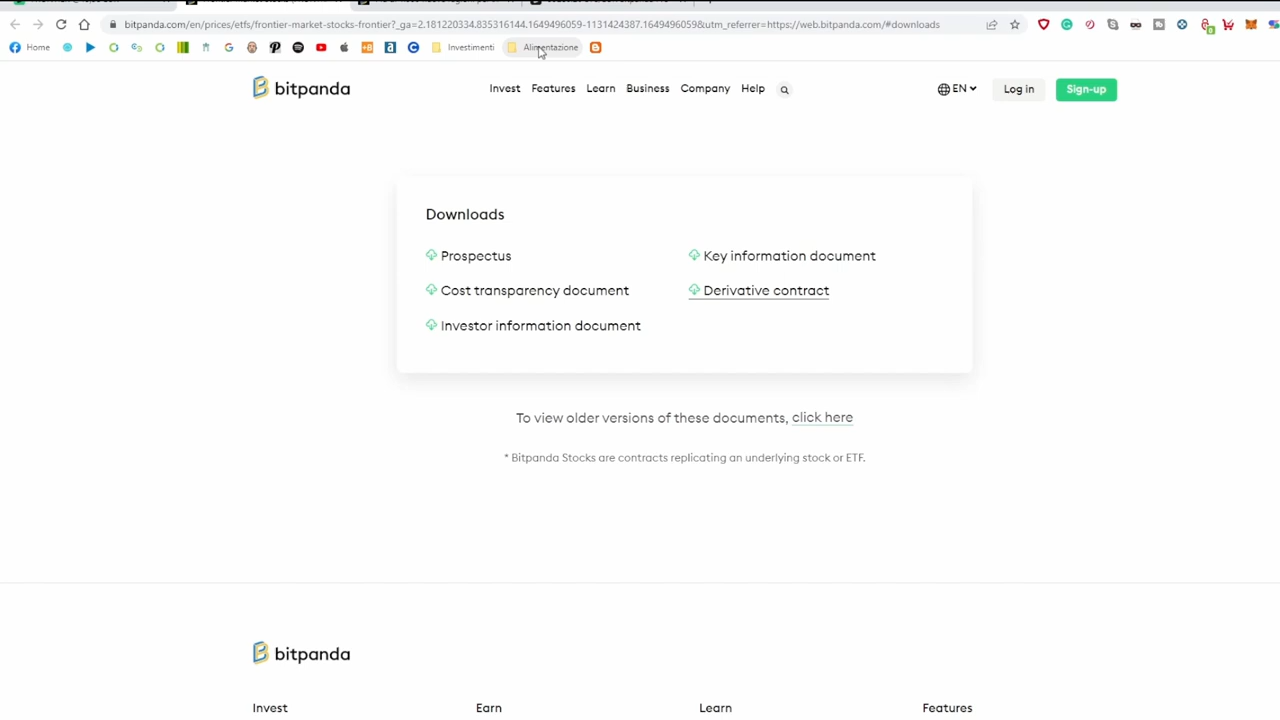 bitpanda.com/en/prices/etfs/frontier-market-stocks-frontier?_ga=2.181220334.835316144.1649496059-1131424387.1649496059&utm_referrer=https://web.bitpanda.com/#downloads
Home
Investimenti
Alimentazione
bitpanda
Invest
Features
Learn
Business
Company
Help
EN
Log in
Sign-up
Downloads
Prospectus
Key information document
Cost transparency document
Derivative contract
Investor information document
To view older versions of these documents, click here
* Bitpanda Stocks are contracts replicating an underlying stock or ETF.
bitpanda
Invest
Earn
Learn
Features